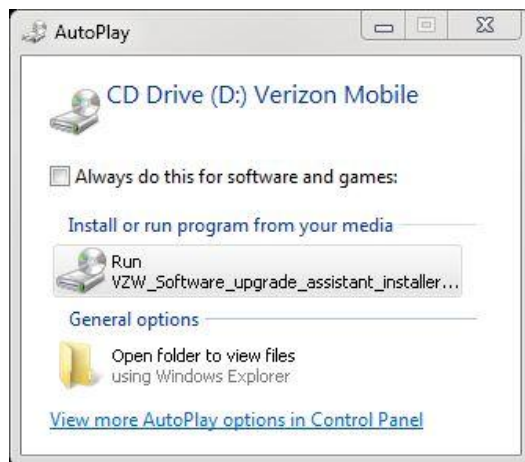 AutoPlay
CD Drive (D:) Verizon Mobile
Always do this for software and games:
Install or run program from your media
Run
VZW_Software_upgrade_assistant_installer...
General options
Open folder to view files
using Windows Explorer
View more AutoPlay options in Control Panel